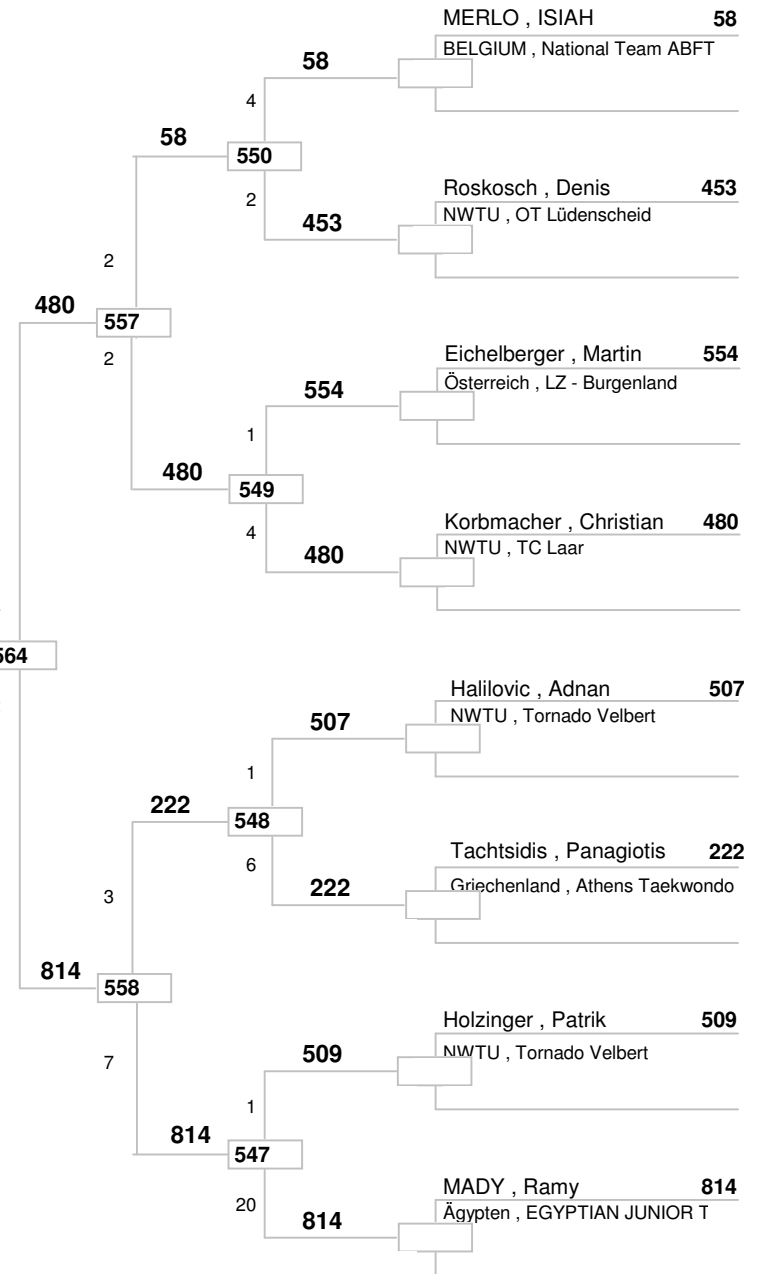 MERLO , ISIAH 58
58
BELGIUM , National Team ABFT
4
58
550
Roskosch , Denis 453
2
453
NWTU , OT Lüdenscheid
2
480
557
Eichelberger , Martin 554
2
554
Österreich , LZ - Burgenland
1
480
549
Korbmacher , Christian 480
4
480
NWTU , TC Laar
564
Halilovic , Adnan 507
507
NWTU , Tornado Velbert
1
222
548
Tachtsidis , Panagiotis 222
6
222
Griechenland , Athens Taekwondo
3
814
558
Holzinger , Patrik 509
509
NWTU , Tornado Velbert
7
1
814
547
MADY , Ramy 814
20
814
Ägypten , EGYPTIAN JUNIOR T